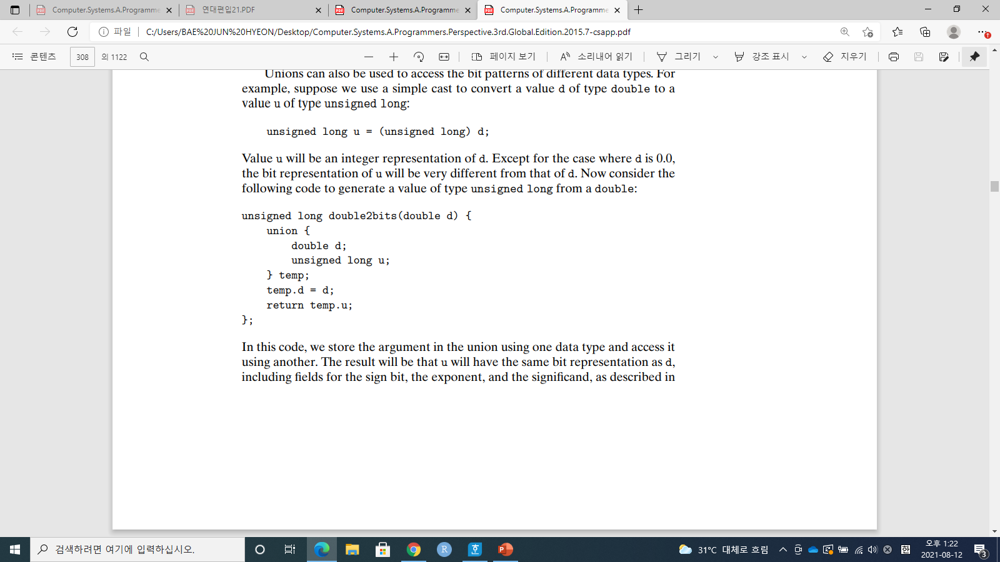 Computer.Systems.A.Programme
연대편입21.PDF
Computer.Systems.A.Programme
Computer.Systems.A.Programme
파일
C:/Users/BAE%20JUN%20HYEON/Desktop/Computer.Systems.A.Programmers.Perspective.3rd.Global.Edition.2015.7-csapp.pdf
콘텐츠
308
의 1122
페이지 보기
소리내어 읽기
그리기
강조 표시
지우기
Unions can also be used to access the bit patterns of different data types. For
example, suppose we use a simple cast to convert a value d of type double to a
value u of type unsigned long:
unsigned long u = (unsigned long) d;
Value u will be an integer representation of d. Except for the case where d is 0.0,
the bit representation of u will be very different from that of d. Now consider the
following code to generate a value of type unsigned long from a double:
unsigned long double2bits(double d) {
union {
double d;
unsigned long u;
} temp;
temp.d = d;
return temp.u;
};
In this code, we store the argument in the union using one data type and access it
using another. The result will be that u will have the same bit representation as d,
including fields for the sign bit, the exponent, and the significand, as described in
검색하려면 여기에 입력하십시오.
31°C 대체로 흐림
한
오후 1:22
2021-08-12
3